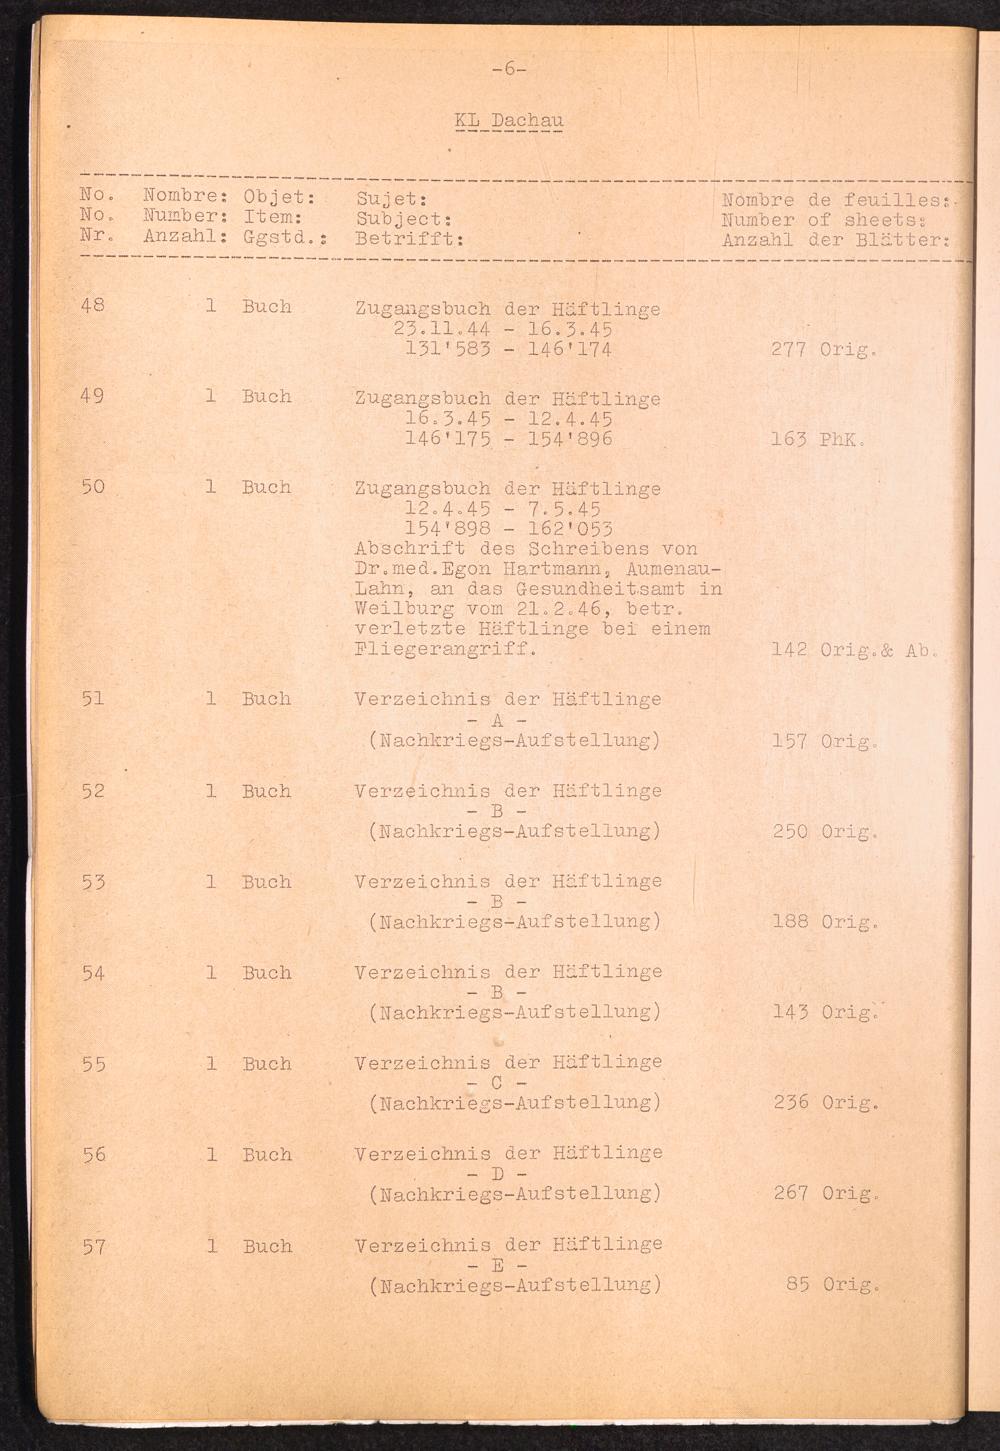 -6-
KL Dachau
No. Nombre: Objet: Sujet: Nombre de feuilles:
No. Number: Item: Subject: Number of sheets:
Nr. Anzahl: Ggstd.: Betrifft: Anzahl der Blätter:
48 1 Buch Zugangsbuch der Häftlinge
23.11.44 - 16.3.45
131'583 - 146'174 277 Orig.
49 1 Buch Zugangsbuch der Häftlinge
16.3.45 - 12.4.45
146'175 - 154'896 163 PhK.
50 1 Buch Zugangsbuch der Häftlinge
12.4.45 - 7.5.45
154'898 - 162'053
Abschrift des Schreibens von
Dr.med.Egon Hartmann, Aumenau-
Lahn, an das Gesundheitsamt in
Weilburg vom 21.2.46, betr.
verletzte Häftlinge bei einem
Fliegerangriff. 142 Orig.& Ab.
51 1 Buch Verzeichnis der Häftlinge
- A -
(Nachkriegs-Aufstellung) 157 Orig.
52 1 Buch Verzeichnis der Häftlinge
- B -
(Nachkriegs-Aufstellung) 250 Orig.
53 1 Buch Verzeichnis der Häftlinge
- B -
(Nachkriegs-Aufstellung) 188 Orig.
54 1 Buch Verzeichnis der Häftlinge
- B -
(Nachkriegs-Aufstellung) 143 Orig.
55 1 Buch Verzeichnis der Häftlinge
- C -
(Nachkriegs-Aufstellung) 236 Orig.
56 1 Buch Verzeichnis der Häftlinge
- D -
(Nachkriegs-Aufstellung) 267 Orig.
57 1 Buch Verzeichnis der Häftlinge
- E -
(Nachkriegs-Aufstellung) 85 Orig.